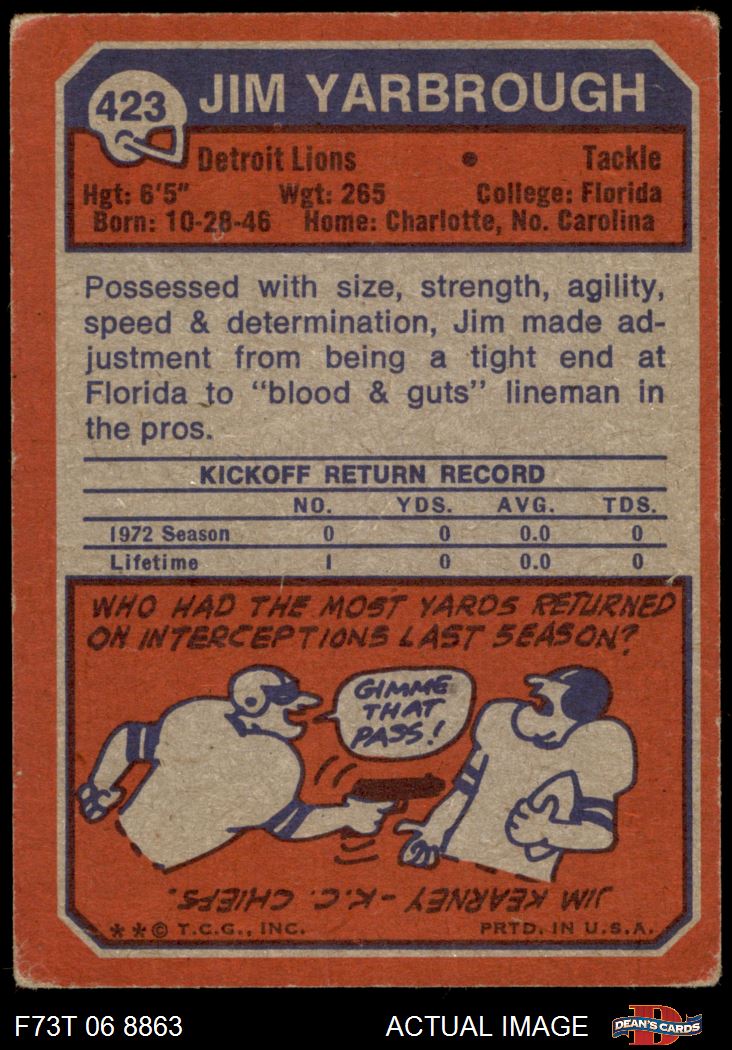 423 JIM YARBROUGH
Detroit Lions • Tackle
Hgt: 6'5" Wgt: 265 College: Florida
Born: 10-28-46 Home: Charlotte, No. Carolina
Possessed with size, strength, agility,
speed & determination, Jim made ad-
justment from being a tight end at
Florida to "blood & guts" lineman in
the pros.
KICKOFF RETURN RECORD
NO. YDS. AVG. TDS.
1972 Season 0 0 0.0 0
Lifetime 1 0 0.0 0
WHO HAD THE MOST YARDS RETURNED
ON INTERCEPTIONS LAST SEASON?
GIMME
THAT
PASS!
JIM KEARNEY - K.C. CHIEFS.
**© T.C.G., INC. PRTD. IN U.S.A.
F73T 06 8863 ACTUAL IMAGE D DEAN'S CARDS